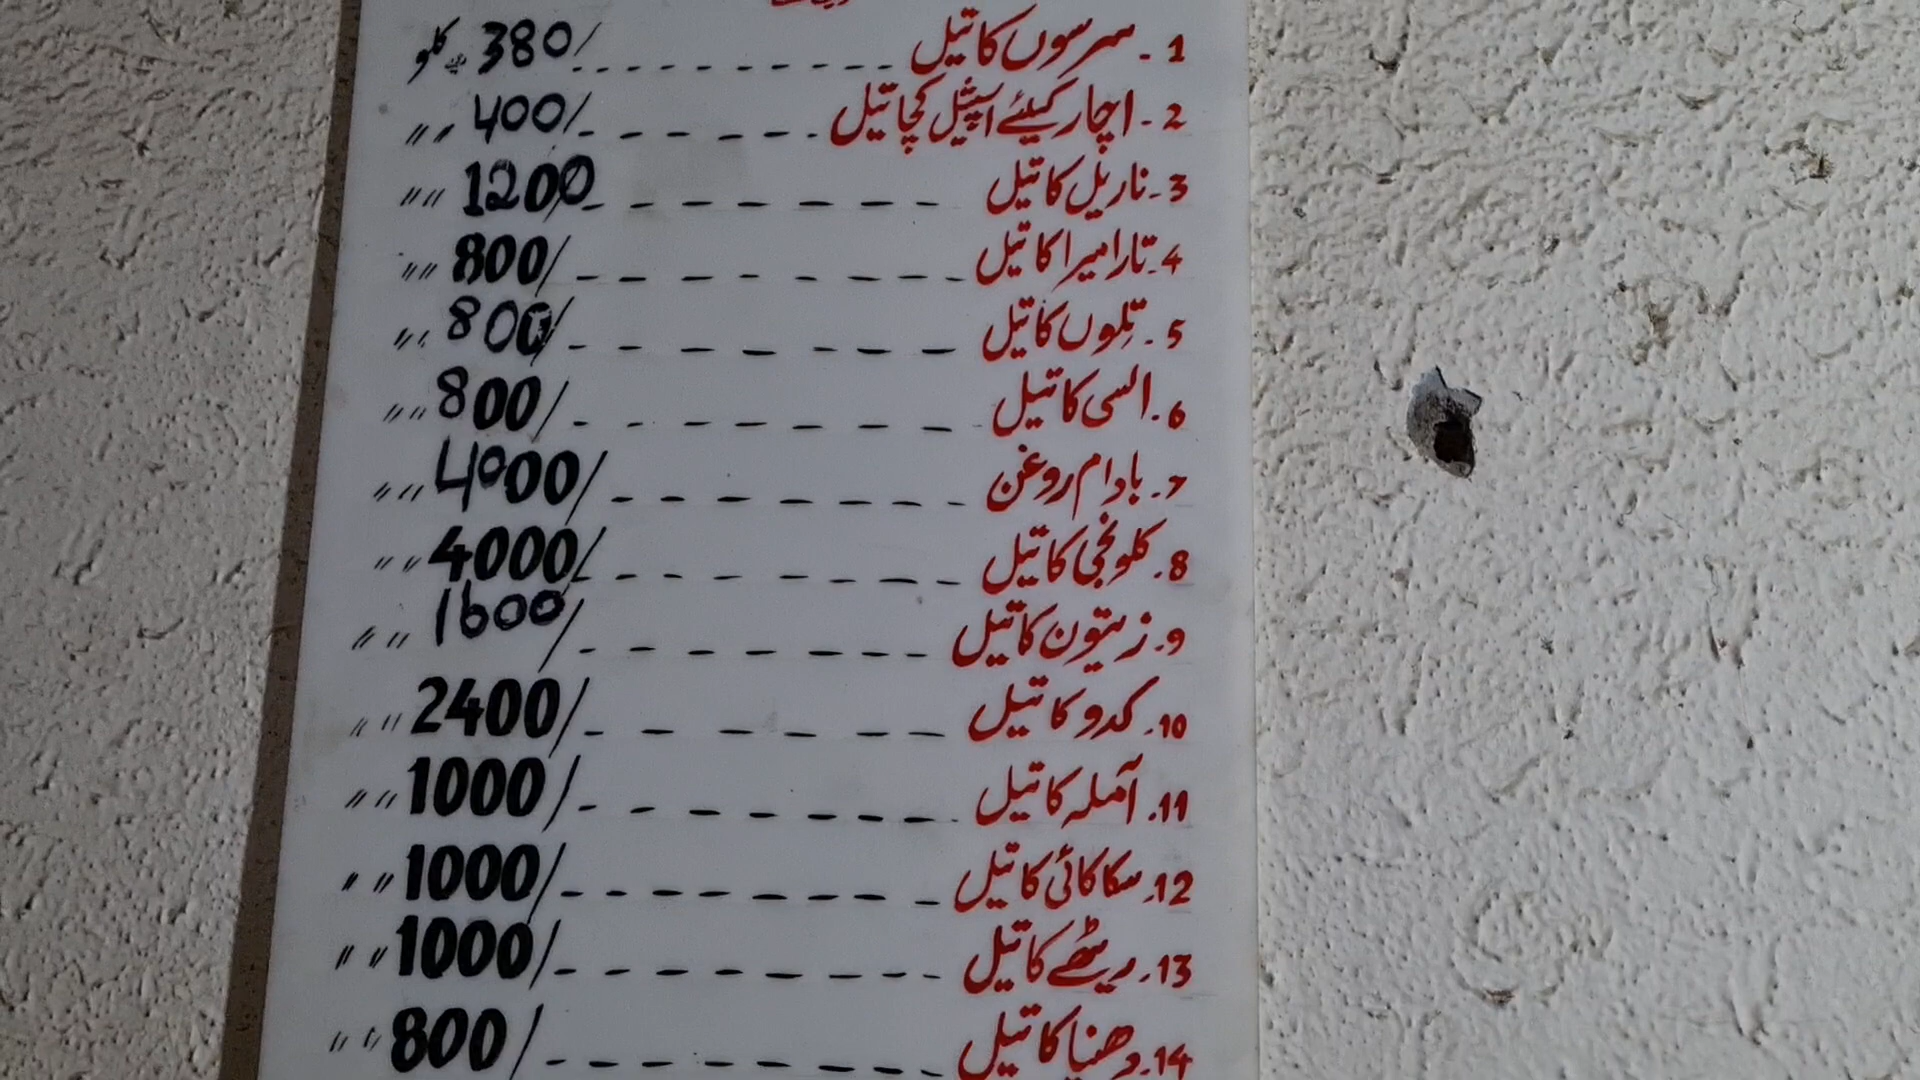 1 - سرسوں کا تیل 380/ کلو
2 - اچار کیلئے اسپیشل کچا تیل 400/ 〃
3 - ناریل کا تیل 1200 〃
4 - تارامیرا کا تیل 800/ 〃
5 - تِلوں کا تیل 800/ 〃
6 - السی کا تیل 800/ 〃
7 - بادام روغن 4000/ 〃
8 - کلونجی کا تیل 4000/ 〃
9 - زیتون کا تیل 1600/ 〃
10 - کدو کا تیل 2400/ 〃
11 - آملہ کا تیل 1000/ 〃
12 - سکاکائی کا تیل 1000/ 〃
13 - ریٹھے کا تیل 1000/ 〃
14 - دھنیا کا تیل 800/ 〃